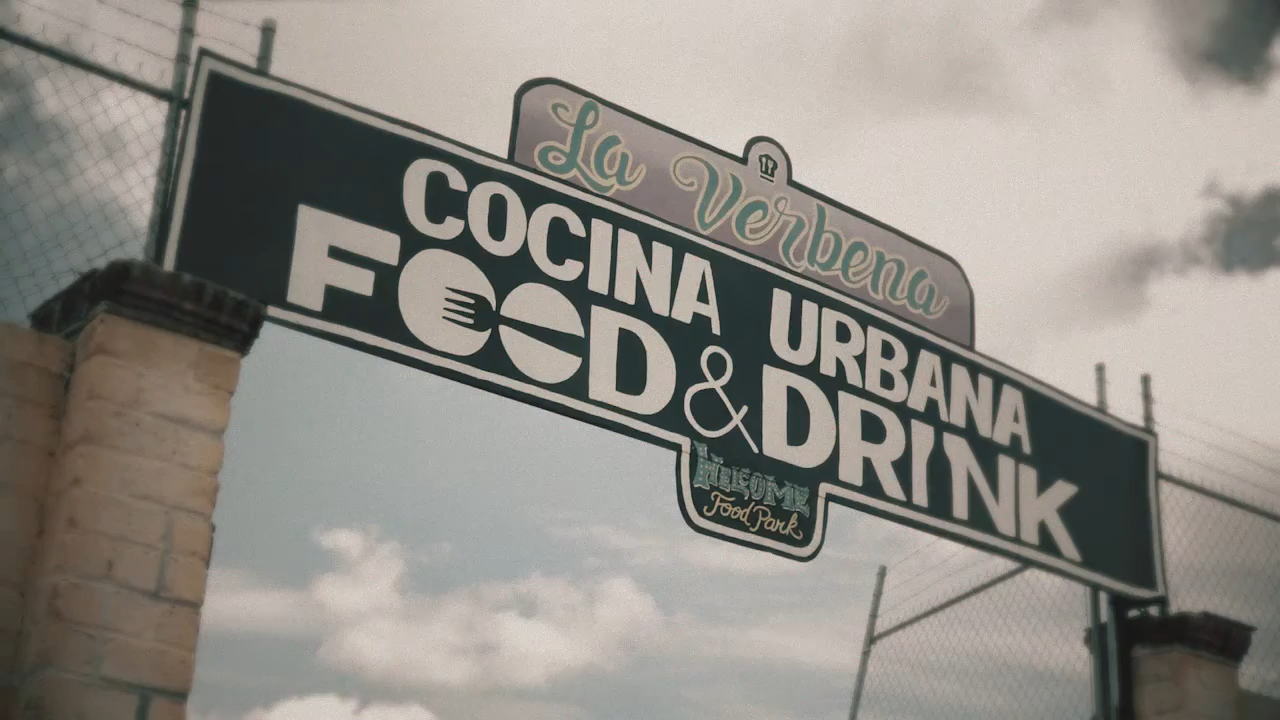 La Verbena
COCINA URBANA
FOOD & DRINK
WELCOME
Food Park